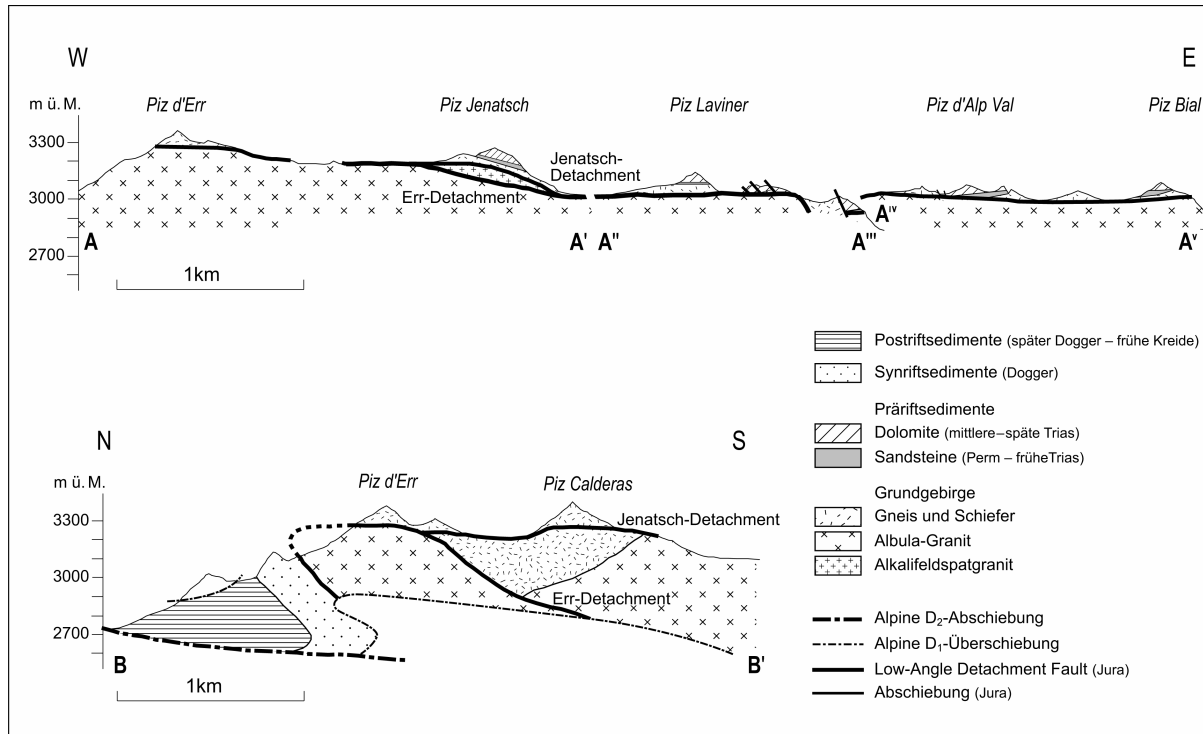 W
E
m ü. M.
Piz d'Err
Piz Jenatsch
Piz Laviner
Piz d'Alp Val
Piz Bial
3300
3000
2700
Jenatsch-
Detachment
Err-Detachment
A
A'
A''
A'''
Aᴵⱽ
Aⱽ
1km
N
S
m ü. M.
Piz d'Err
Piz Calderas
3300
3000
2700
Jenatsch-Detachment
Err-Detachment
B
B'
1km
Postriftsedimente (später Dogger – frühe Kreide)
Synriftsedimente (Dogger)
Präriftsedimente
Dolomite (mittlere–späte Trias)
Sandsteine (Perm – früheTrias)
Grundgebirge
Gneis und Schiefer
Albula-Granit
Alkalifeldspatgranit
Alpine D₂-Abschiebung
Alpine D₁-Überschiebung
Low-Angle Detachment Fault (Jura)
Abschiebung (Jura)